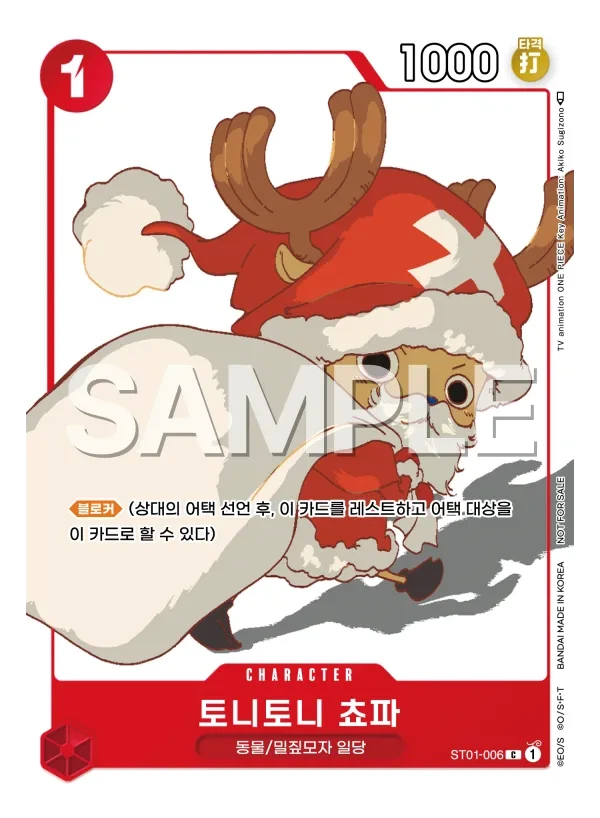 1
1000
타격
打
SAMPLE
블로커 (상대의 어택 선언 후, 이 카드를 레스트하고 어택 대상을
이 카드로 할 수 있다)
CHARACTER
토니토니 쵸파
동물/밀짚모자 일당
ST01-006 C 1
TV animation ONE PIECE Key Animation: Akiko Sugizono
NOT FOR SALE
BANDAI MADE IN KOREA
©EO/S ©O/S·F·T